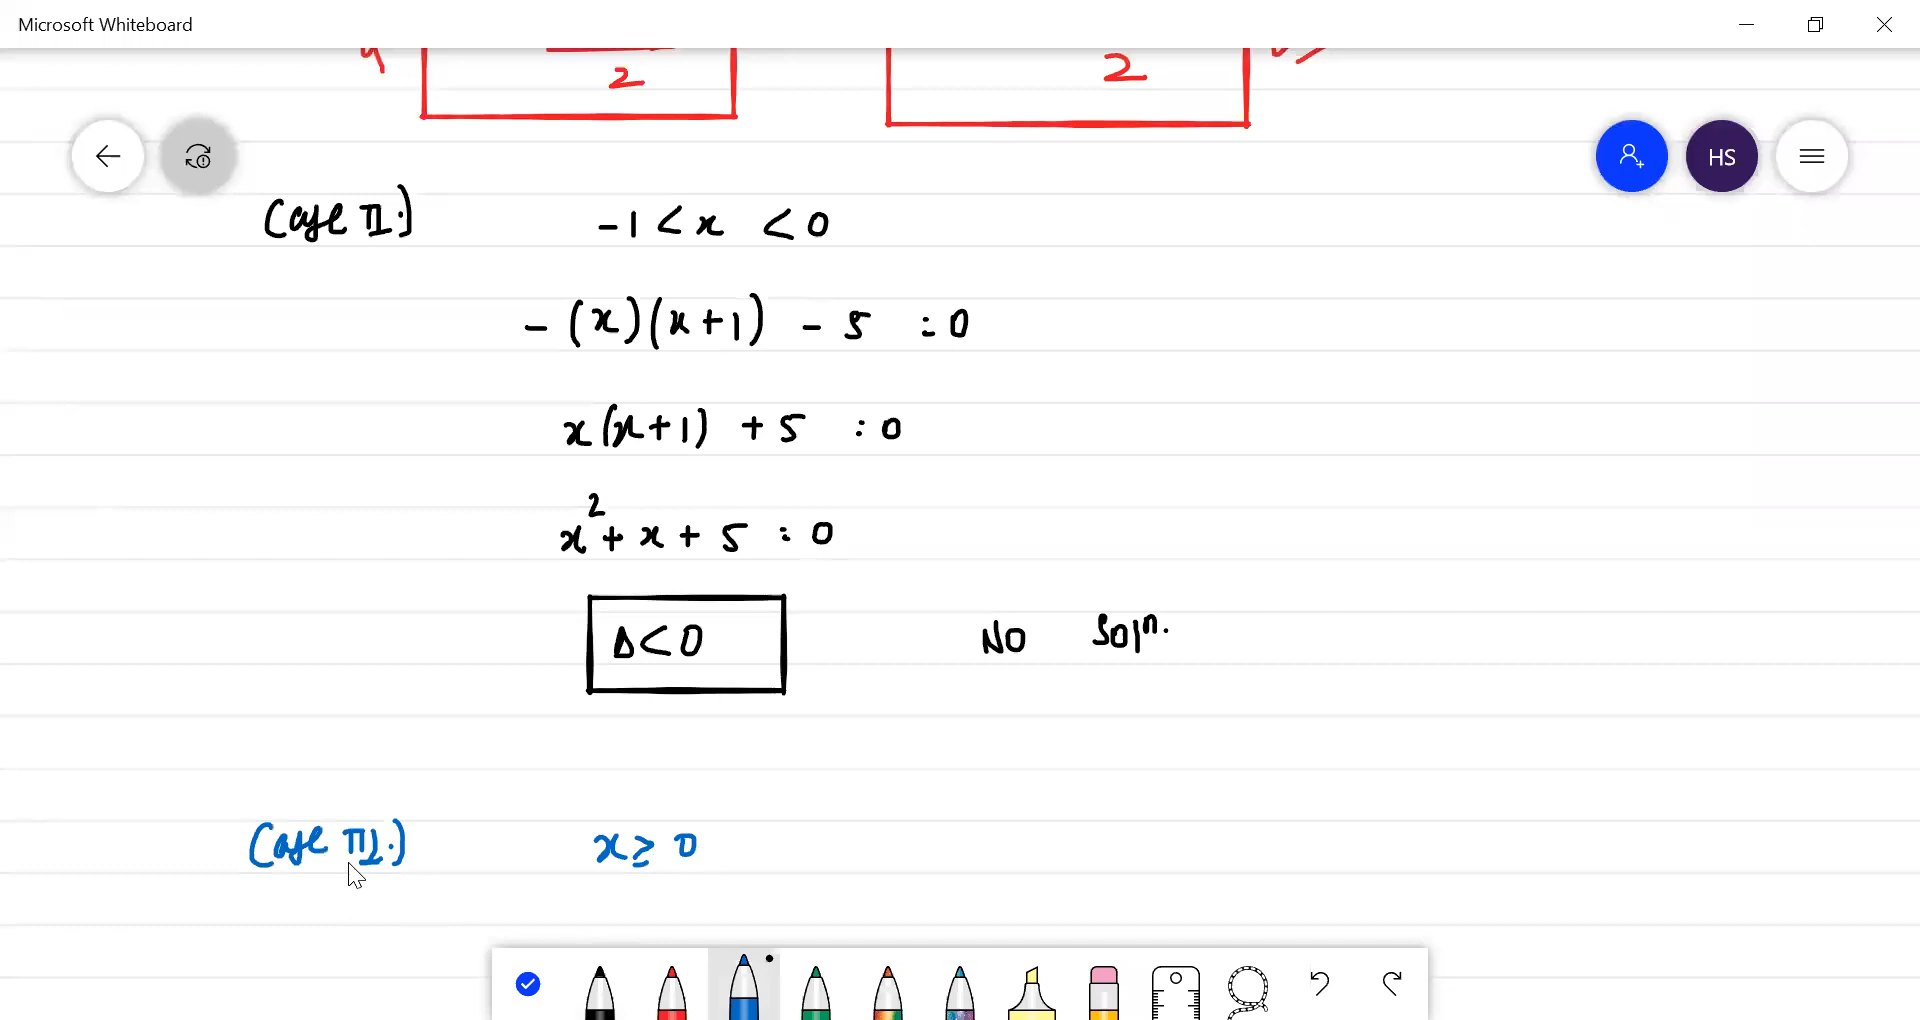 Microsoft Whiteboard
2 2
HS
Case II.) -1 < x < 0
- (x)(x+1) - 5 = 0
x(x+1) + 5 = 0
x² + x + 5 = 0
Δ < 0 No Solⁿ.
Case III.) x ≥ 0